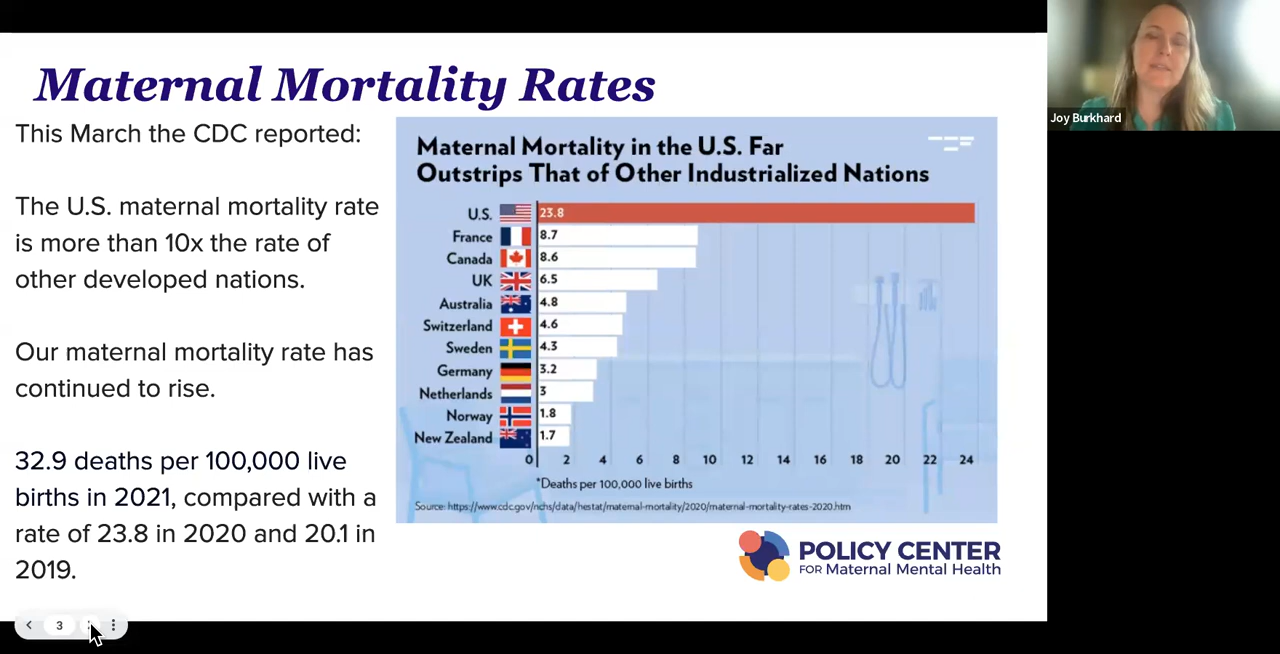 Maternal Mortality Rates
This March the CDC reported:
The U.S. maternal mortality rate
is more than 10x the rate of
other developed nations.
Our maternal mortality rate has
continued to rise.
32.9 deaths per 100,000 live
births in 2021, compared with a
rate of 23.8 in 2020 and 20.1 in
2019.
Maternal Mortality in the U.S. Far
Outstrips That of Other Industrialized Nations
U.S. 23.8
France 8.7
Canada 8.6
UK 6.5
Australia 4.8
Switzerland 4.6
Sweden 4.3
Germany 3.2
Netherlands 3
Norway 1.8
New Zealand 1.7
0 2 4 6 8 10 12 14 16 18 20 22 24
*Deaths per 100,000 live births
Source: https://www.cdc.gov/nchs/data/hestat/maternal-mortality/2020/maternal-mortality-rates-2020.htm
POLICY CENTER
FOR Maternal Mental Health
3
Joy Burkhard